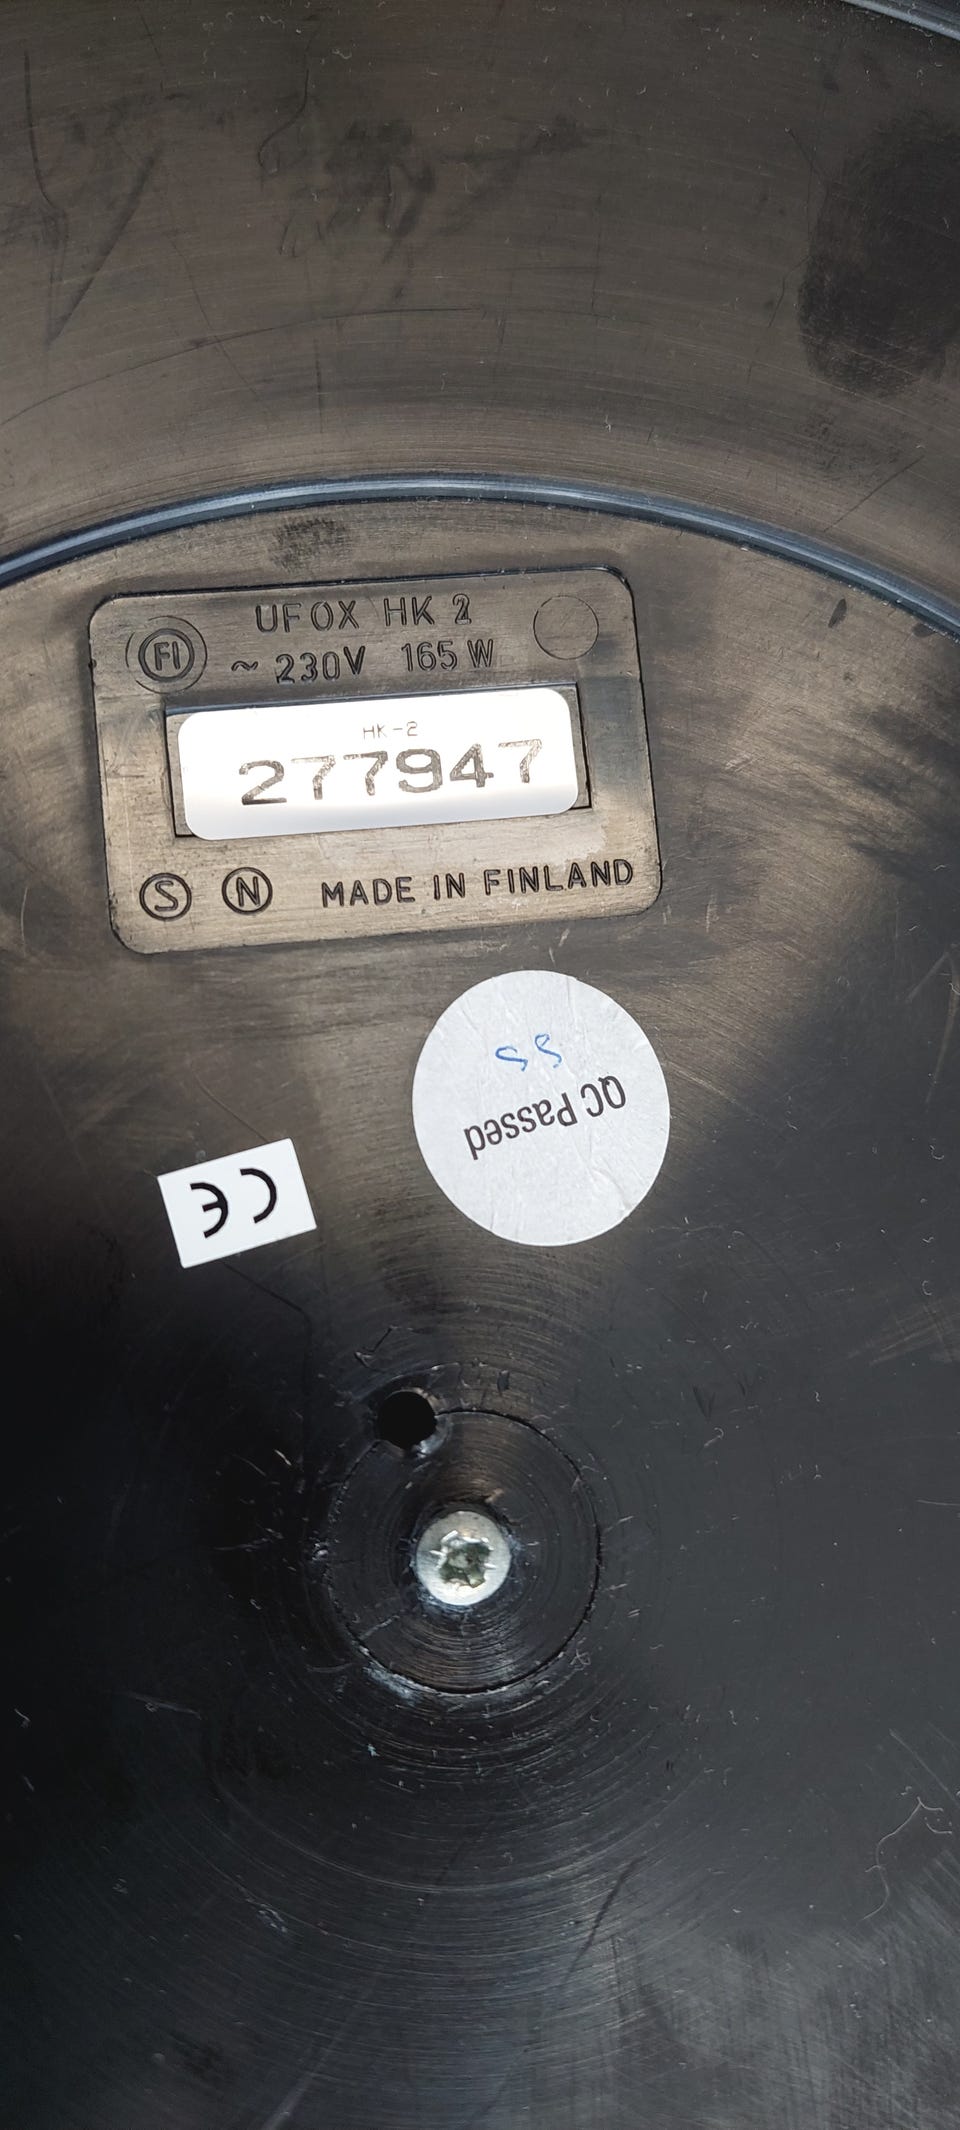 UFOX HK 2
FI
~ 230V 165 W
HK-2
277947
S N MADE IN FINLAND
QC Passed
SS
CE